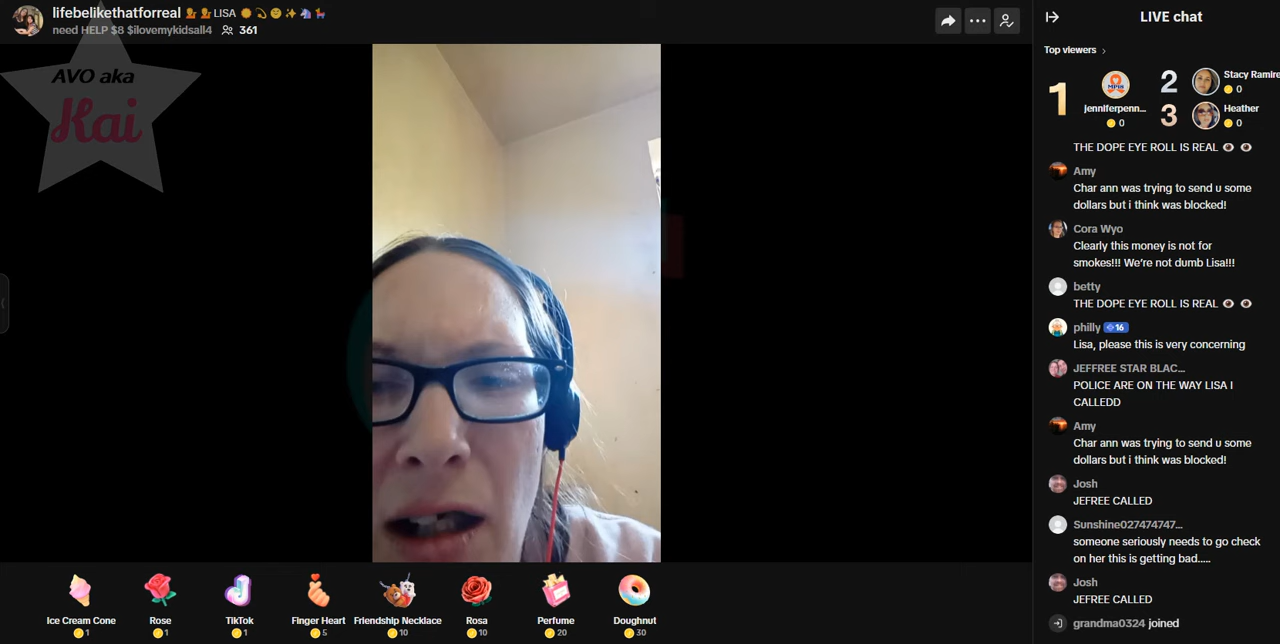 lifebelikethatforreal LISA
need HELP $8 $ilovemykidsall4 361
AVO aka
Kai
LIVE chat
Top viewers
1
MPIII
jenniferpenn...
0
2
Stacy Ramire
0
3
Heather
0
THE DOPE EYE ROLL IS REAL
Amy
Char ann was trying to send u some
dollars but i think was blocked!
Cora Wyo
Clearly this money is not for
smokes!!! We're not dumb Lisa!!!
betty
THE DOPE EYE ROLL IS REAL
philly 16
Lisa, please this is very concerning
JEFFREE STAR BLAC...
POLICE ARE ON THE WAY LISA I
CALLEDD
Amy
Char ann was trying to send u some
dollars but i think was blocked!
Josh
JEFREE CALLED
Sunshine027474747...
someone seriously needs to go check
on her this is getting bad.....
Josh
JEFREE CALLED
grandma0324 joined
Ice Cream Cone
1
Rose
1
TikTok
1
Finger Heart
5
Friendship Necklace
10
Rosa
10
Perfume
20
Doughnut
30